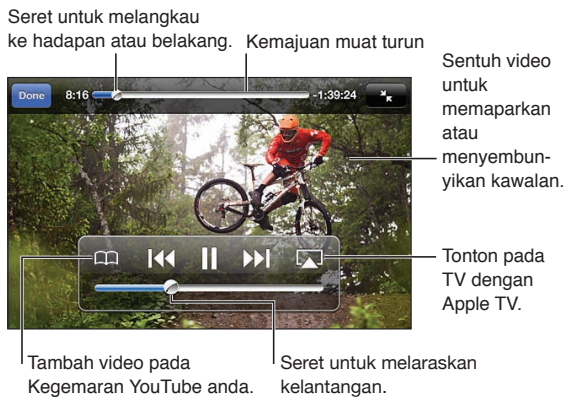 Seret untuk melangkau
ke hadapan atau belakang.
Kemajuan muat turun
Sentuh video
untuk
memaparkan
atau
menyembun-
yikan kawalan.
Done
8:16
-1:39:24
Tonton pada
TV dengan
Apple TV.
Tambah video pada
Kegemaran YouTube anda.
Seret untuk melaraskan
kelantangan.